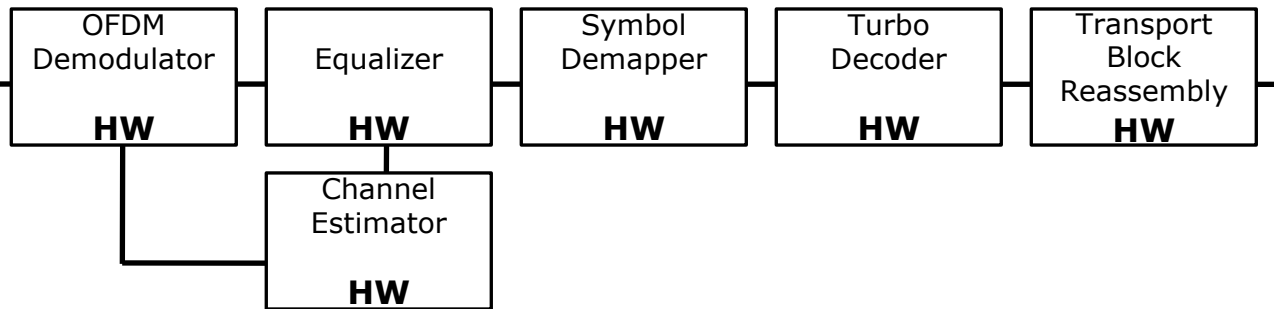 OFDM
Demodulator
HW
Equalizer
HW
Symbol
Demapper
HW
Turbo
Decoder
HW
Transport
Block
Reassembly
HW
Channel
Estimator
HW